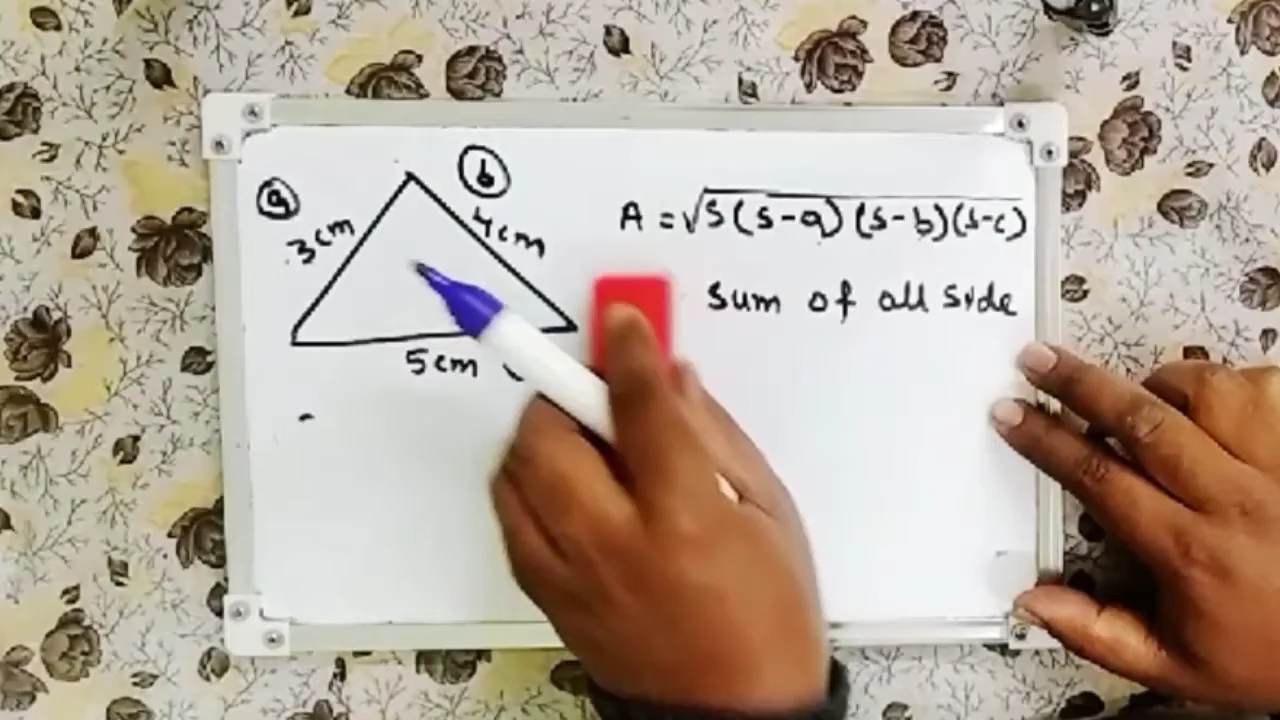 a
b
3cm
4cm
5cm
A = √s(s-a)(s-b)(s-c)
Sum of all side